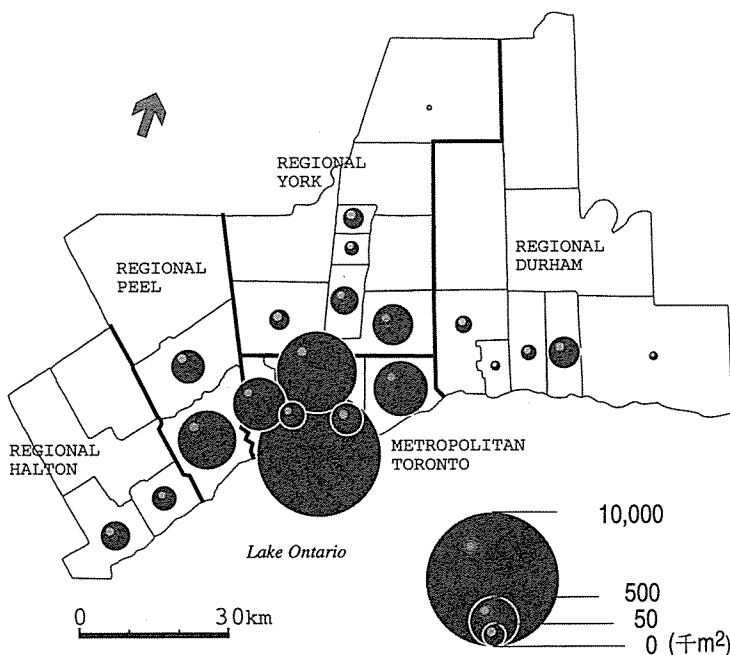 REGIONAL
YORK
REGIONAL
PEEL
REGIONAL
DURHAM
REGIONAL
HALTON
METROPOLITAN
TORONTO
Lake Ontario
10,000
500
50
0 (千m²)
0 30km